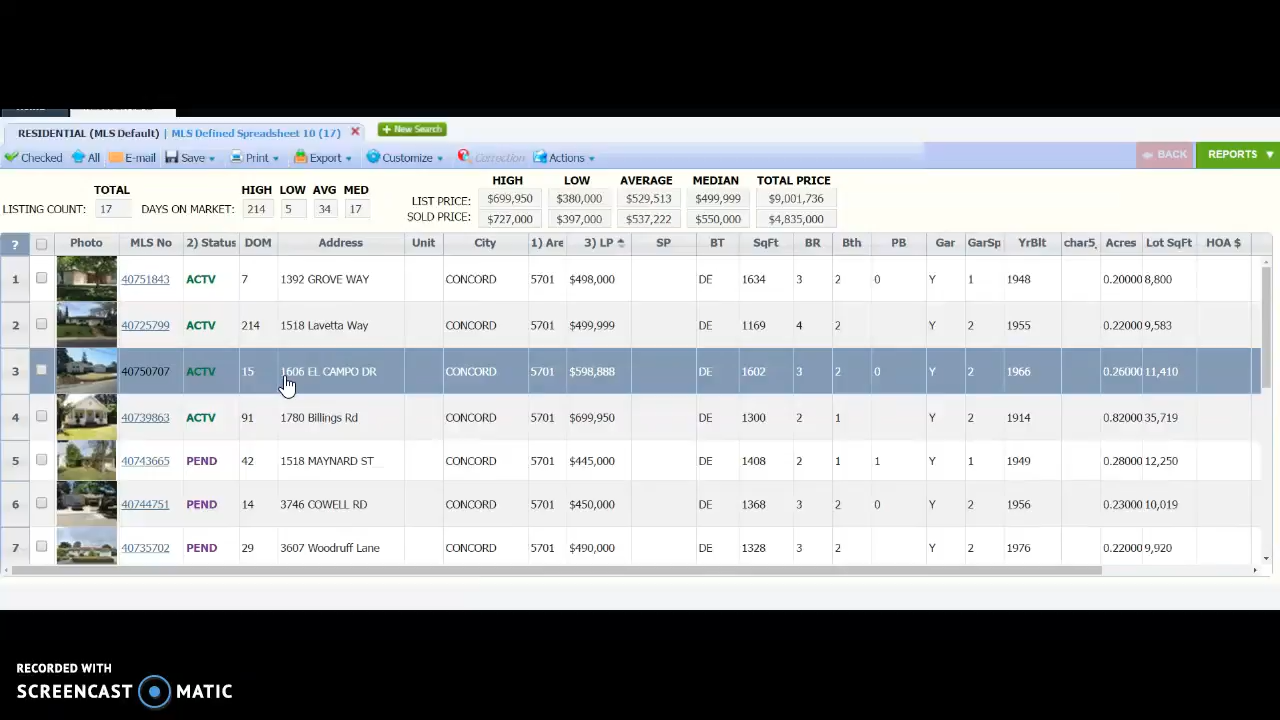 RESIDENTIAL (MLS Default) | MLS Defined Spreadsheet 10 (17) New Search
Checked All E-mail Save Print Export Customize Correction Actions BACK REPORTS
TOTAL HIGH LOW AVG MED HIGH LOW AVERAGE MEDIAN TOTAL PRICE
LISTING COUNT: 17 DAYS ON MARKET: 214 5 34 17 LIST PRICE: $699,950 $380,000 $529,513 $499,999 $9,001,736
SOLD PRICE: $727,000 $397,000 $537,222 $550,000 $4,835,000
? Photo MLS No 2) Status DOM Address Unit City 1) Are 3) LP SP BT SqFt BR Bth PB Gar GarSp YrBlt char5, Acres Lot SqFt HOA $
1 40751843 ACTV 7 1392 GROVE WAY CONCORD 5701 $498,000 DE 1634 3 2 0 Y 1 1948 0.20000 8,800
2 40725799 ACTV 214 1518 Lavetta Way CONCORD 5701 $499,999 DE 1169 4 2 Y 2 1955 0.22000 9,583
3 40750707 ACTV 15 1606 EL CAMPO DR CONCORD 5701 $598,888 DE 1602 3 2 0 Y 2 1966 0.26000 11,410
4 40739863 ACTV 91 1780 Billings Rd CONCORD 5701 $699,950 DE 1300 2 1 Y 2 1914 0.82000 35,719
5 40743665 PEND 42 1518 MAYNARD ST CONCORD 5701 $445,000 DE 1408 2 1 1 Y 1 1949 0.28000 12,250
6 40744751 PEND 14 3746 COWELL RD CONCORD 5701 $450,000 DE 1368 3 2 0 Y 2 1956 0.23000 10,019
7 40735702 PEND 29 3607 Woodruff Lane CONCORD 5701 $490,000 DE 1328 3 2 Y 2 1976 0.22000 9,920
RECORDED WITH
SCREENCAST MATIC